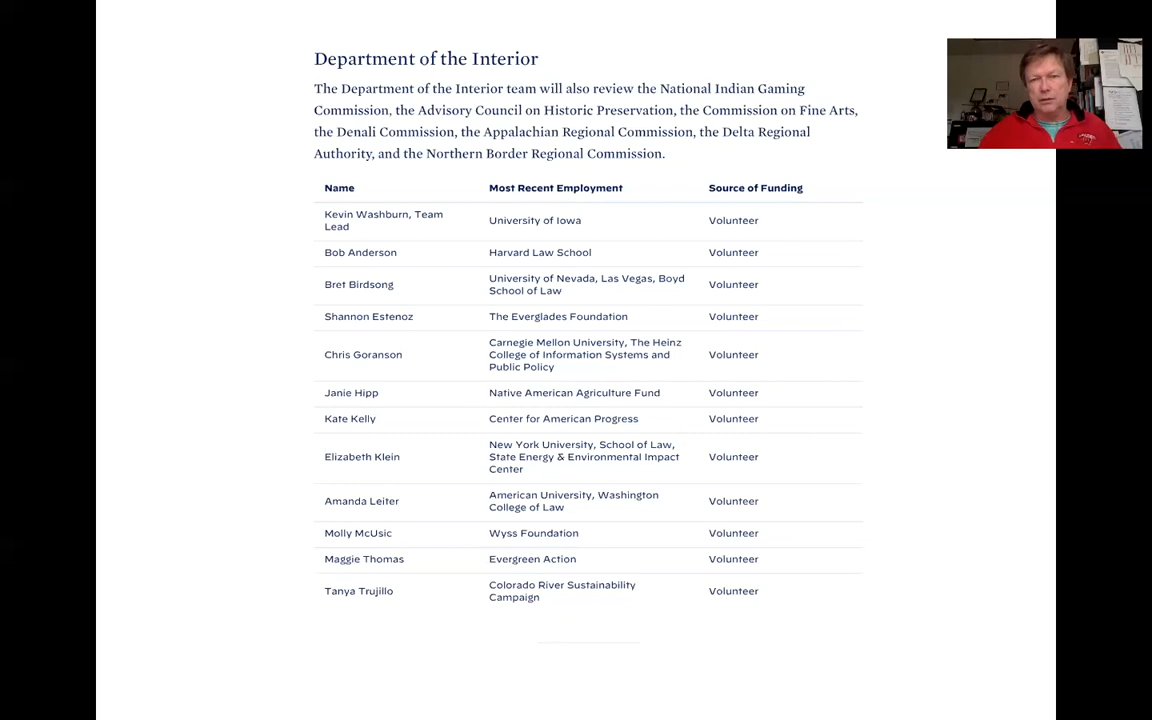 Department of the Interior
The Department of the Interior team will also review the National Indian Gaming
Commission, the Advisory Council on Historic Preservation, the Commission on Fine Arts,
the Denali Commission, the Appalachian Regional Commission, the Delta Regional
Authority, and the Northern Border Regional Commission.
Name Most Recent Employment Source of Funding
Kevin Washburn, Team
Lead
University of Iowa
Volunteer
Bob Anderson Harvard Law School Volunteer
Bret Birdsong
University of Nevada, Las Vegas, Boyd
School of Law
Volunteer
Shannon Estenoz The Everglades Foundation Volunteer
Chris Goranson
Carnegie Mellon University, The Heinz
College of Information Systems and
Public Policy
Volunteer
Janie Hipp Native American Agriculture Fund Volunteer
Kate Kelly Center for American Progress Volunteer
Elizabeth Klein
New York University, School of Law,
State Energy & Environmental Impact
Center
Volunteer
Amanda Leiter
American University, Washington
College of Law
Volunteer
Molly McUsic Wyss Foundation Volunteer
Maggie Thomas Evergreen Action Volunteer
Tanya Trujillo
Colorado River Sustainability
Campaign
Volunteer